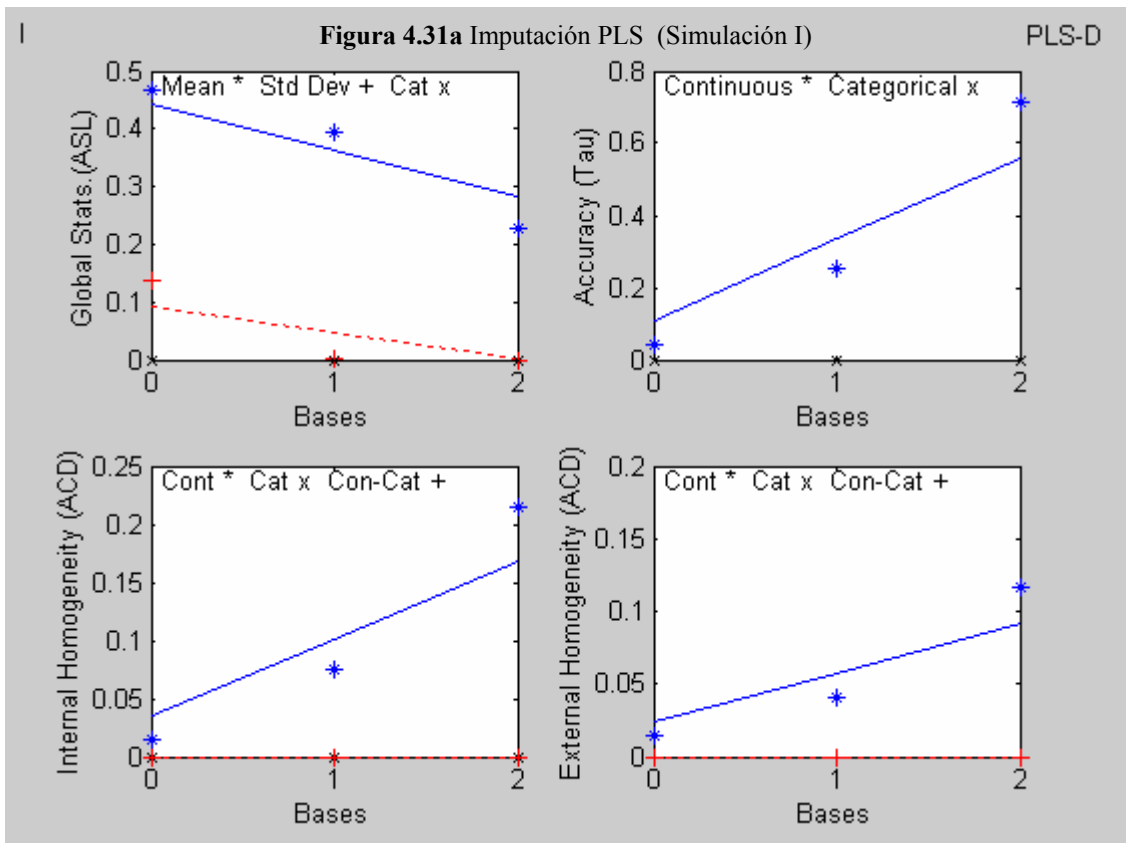 I
Figura 4.31a Imputación PLS (Simulación I)
PLS-D
Mean * Std Dev + Cat x
Global Stats.(ASL)
0.5
0.4
0.3
0.2
0.1
0
0 1 2
Bases
Continuous * Categorical x
Accuracy (Tau)
0.8
0.6
0.4
0.2
0
0 1 2
Bases
Cont * Cat x Con-Cat +
Internal Homogeneity (ACD)
0.25
0.2
0.15
0.1
0.05
0
0 1 2
Bases
Cont * Cat x Con-Cat +
External Homogeneity (ACD)
0.2
0.15
0.1
0.05
0
0 1 2
Bases